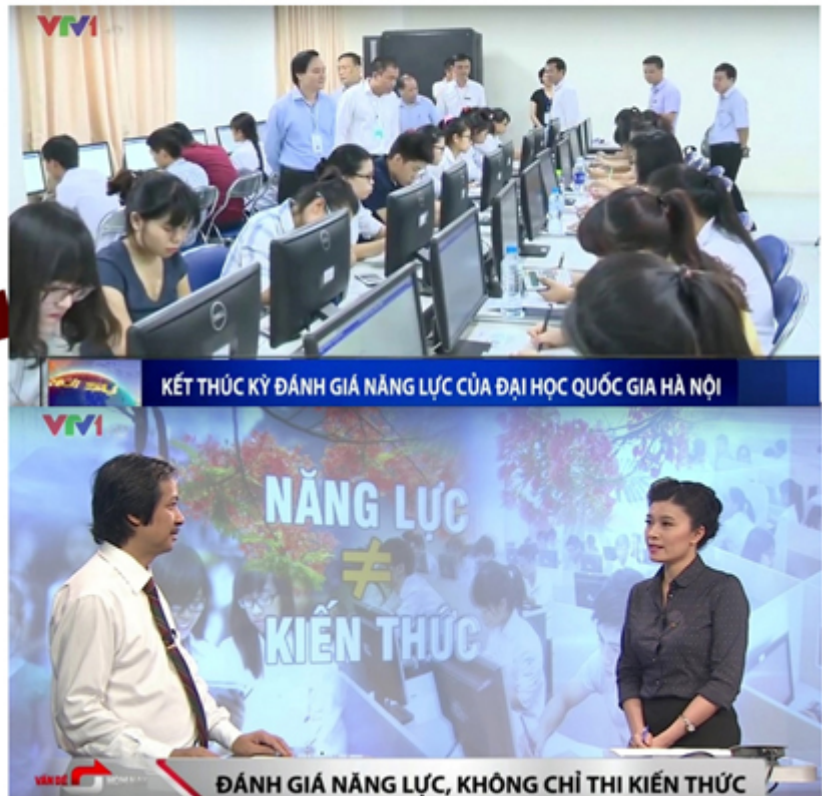 VTV1
KẾT THÚC KỲ ĐÁNH GIÁ NĂNG LỰC CỦA ĐẠI HỌC QUỐC GIA HÀ NỘI
VTV1
NĂNG LỰC
≠
KIẾN THỨC
VẤN ĐỀ
ĐÁNH GIÁ NĂNG LỰC, KHÔNG CHỈ THI KIẾN THỨC